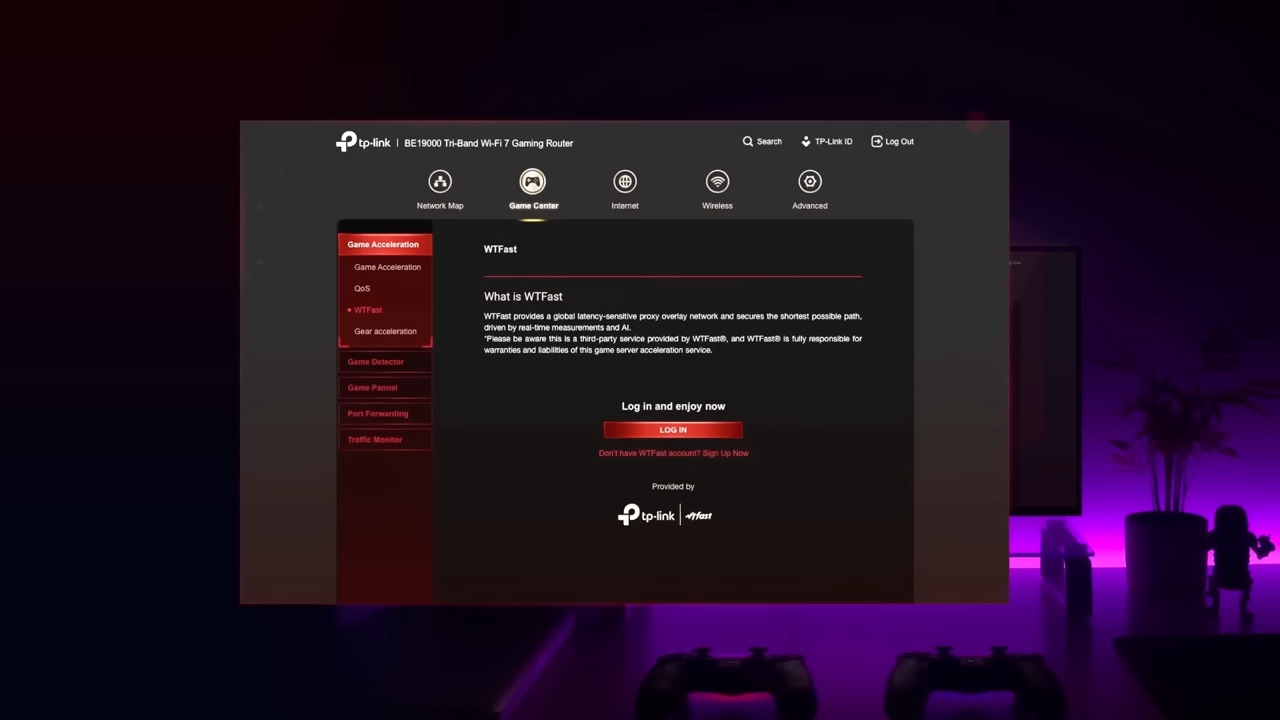 tp-link | BE19000 Tri-Band Wi-Fi 7 Gaming Router
Search
TP-Link ID
Log Out
Network Map
Game Center
Internet
Wireless
Advanced
Game Acceleration
Game Acceleration
QoS
WTFast
Gear acceleration
Game Detector
Game Pannel
Port Forwarding
Traffic Monitor
WTFast
What is WTFast
WTFast provides a global latency-sensitive proxy overlay network and secures the shortest possible path,
driven by real-time measurements and AI.
*Please be aware this is a third-party service provided by WTFast®, and WTFast® is fully responsible for
warranties and liabilities of this game server acceleration service.
Log in and enjoy now
LOG IN
Don't have WTFast account? Sign Up Now
Provided by
tp-link | wtfast